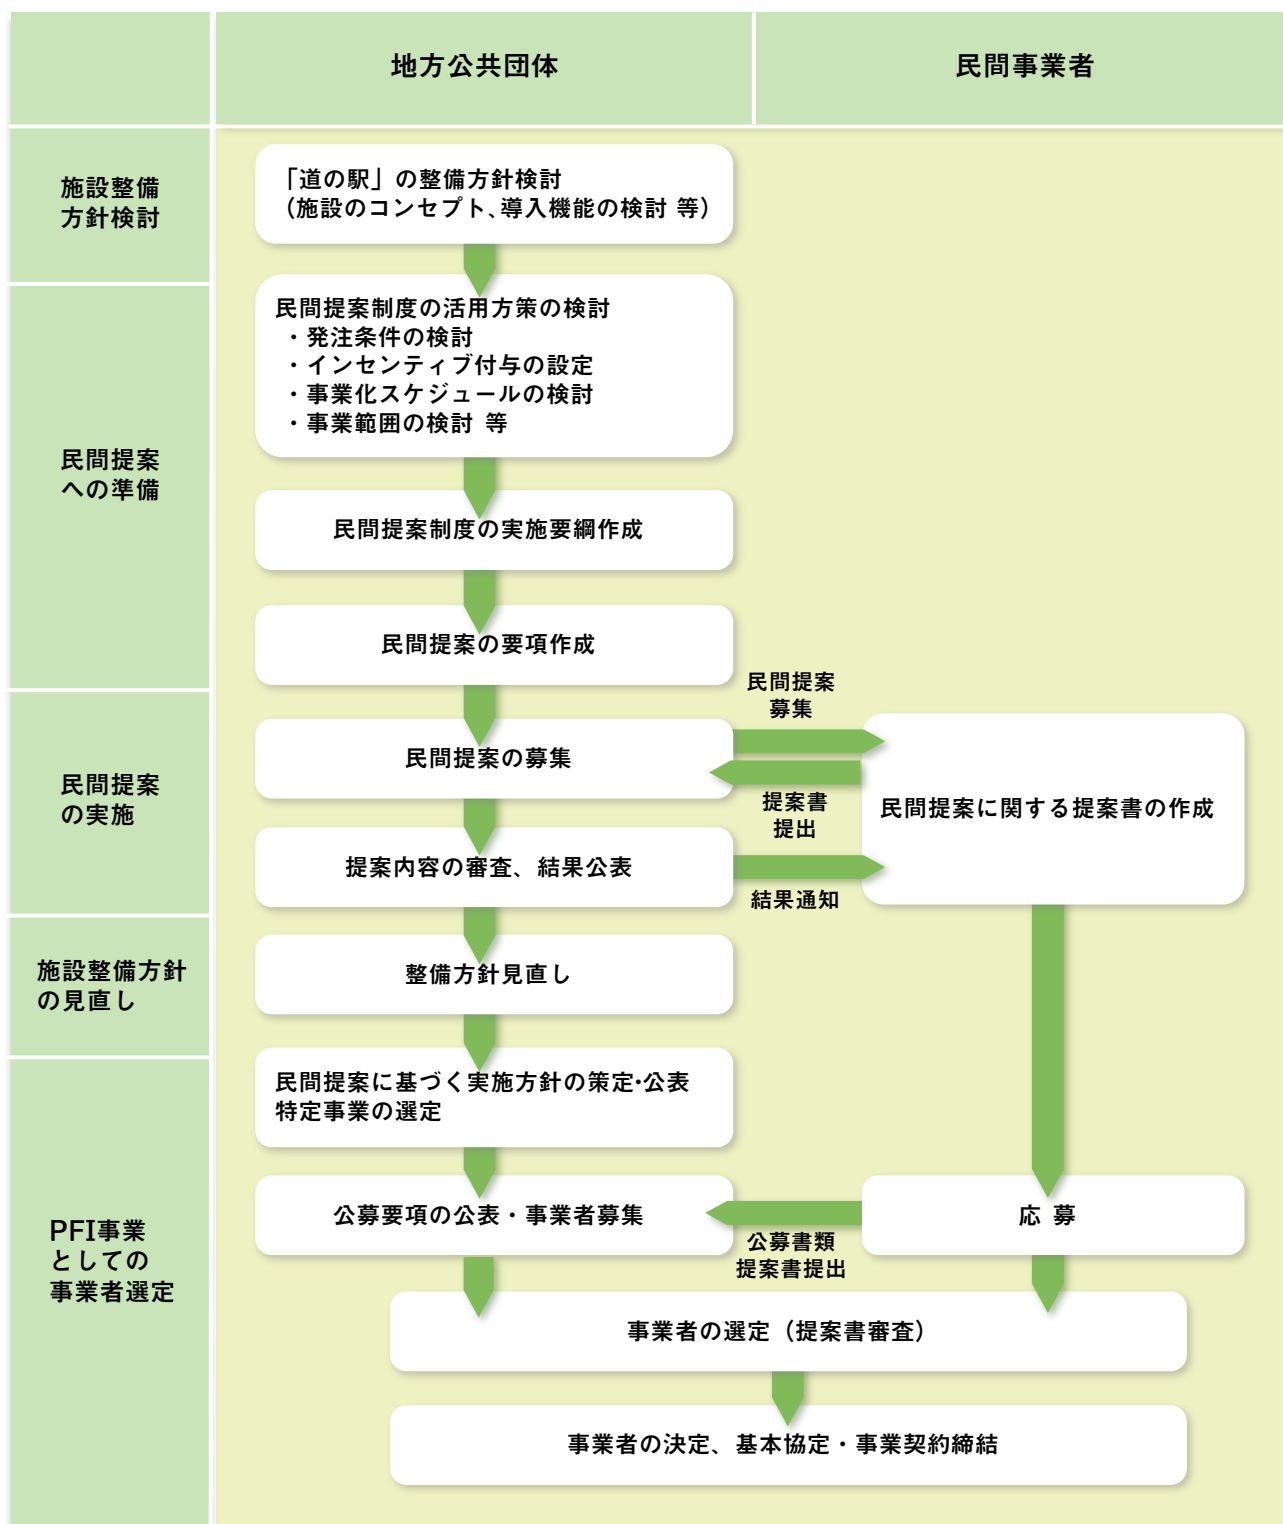 地方公共団体
民間事業者
施設整備
方針検討
「道の駅」の整備方針検討
（施設のコンセプト、導入機能の検討 等）
民間提案
への準備
民間提案制度の活用方策の検討
・発注条件の検討
・インセンティブ付与の設定
・事業化スケジュールの検討
・事業範囲の検討 等
民間提案制度の実施要綱作成
民間提案の要項作成
民間提案
の実施
民間提案の募集
民間提案
募集
提案書
提出
民間提案に関する提案書の作成
提案内容の審査、結果公表
結果通知
施設整備方針
の見直し
整備方針見直し
PFI事業
としての
事業者選定
民間提案に基づく実施方針の策定・公表
特定事業の選定
公募要項の公表・事業者募集
公募書類
提案書提出
応 募
事業者の選定（提案書審査）
事業者の決定、基本協定・事業契約締結